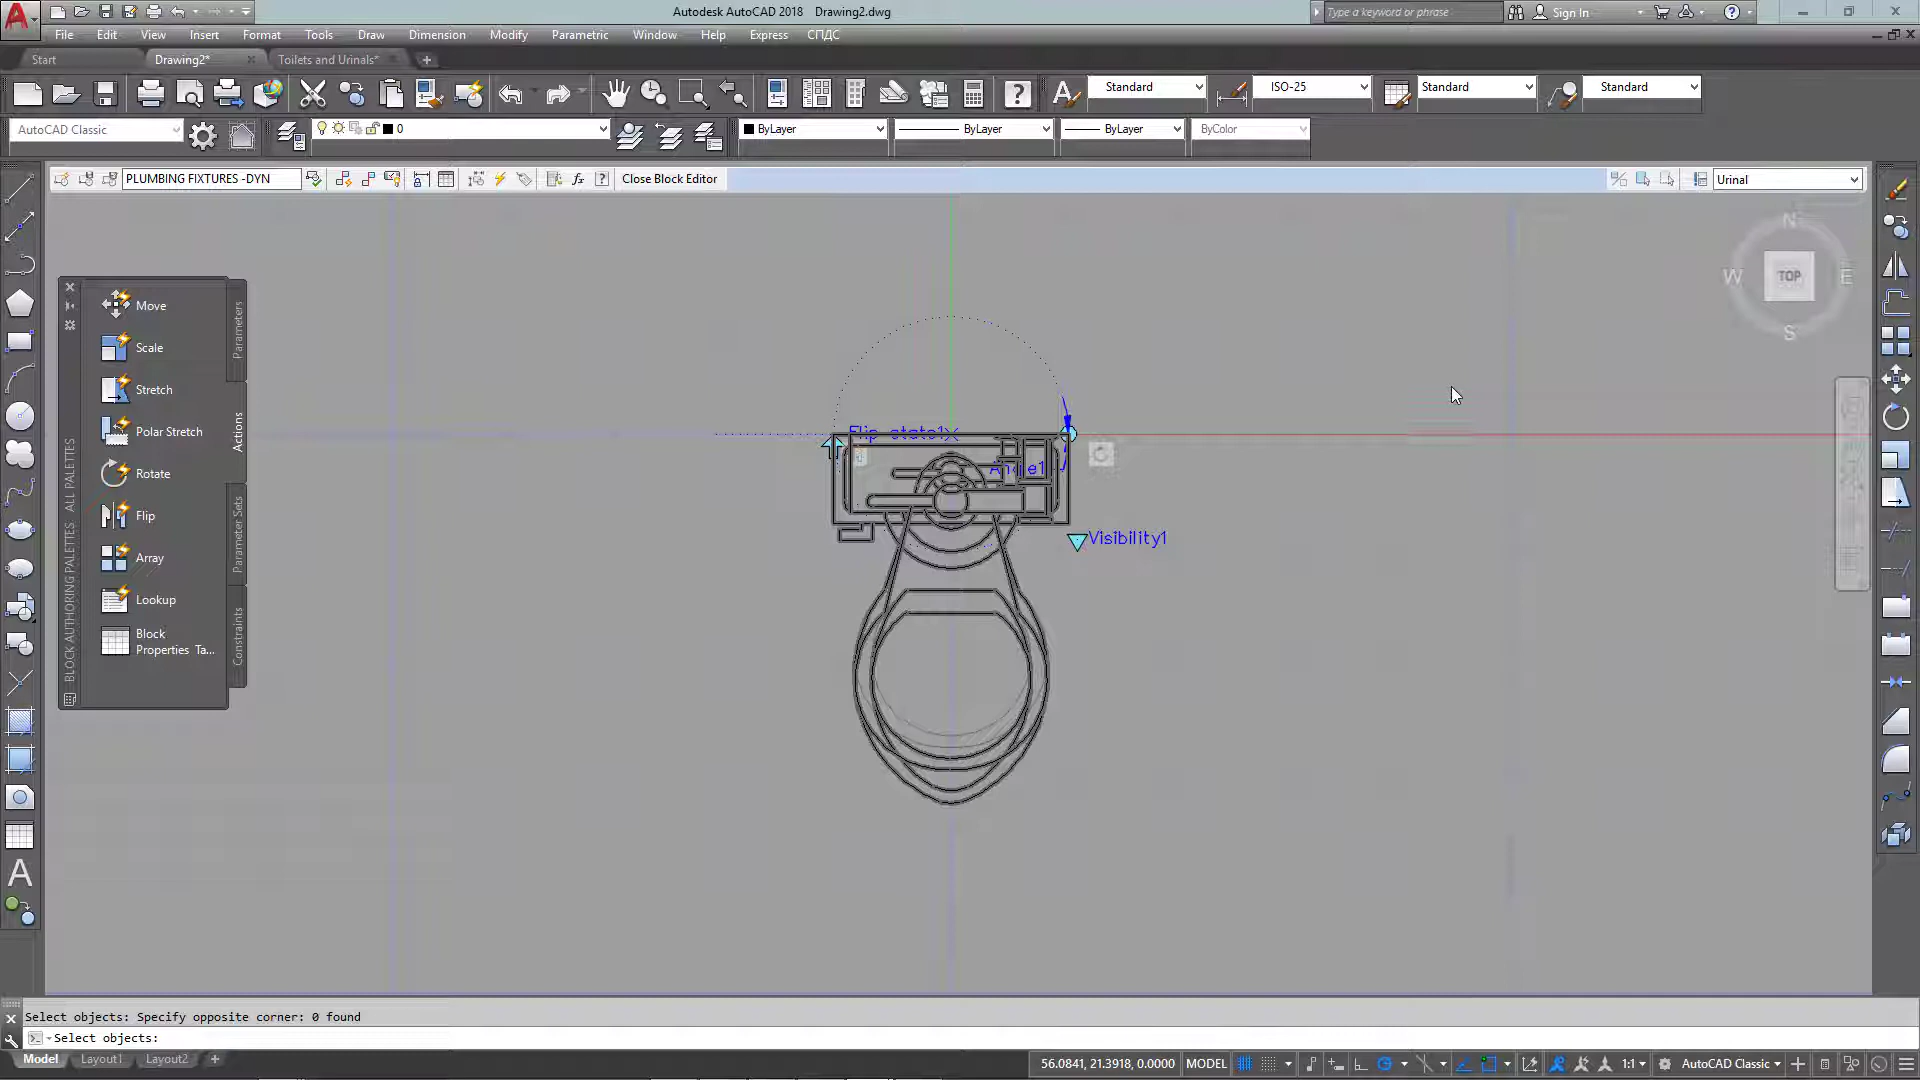 Autodesk AutoCAD 2018 Drawing2.dwg
Type a keyword or phrase
Sign In
File Edit View Insert Format Tools Draw Dimension Modify Parametric Window Help Express СПДС
Start Drawing2* Toilets and Urinals*
Standard ISO-25 Standard Standard
AutoCAD Classic 0 ByLayer ByLayer ByLayer ByColor
PLUMBING FIXTURES -DYN Close Block Editor Urinal
N
W TOP E
S
Move
Scale
Stretch
Polar Stretch
Rotate
Flip
Array
Lookup
Block
Properties Ta...
Parameters
Actions
Parameter Sets
Constraints
BLOCK AUTHORING PALETTES - ALL PALETTES
Flip state1
Angle1
Visibility1
Select objects: Specify opposite corner: 0 found
Select objects:
Model Layout1 Layout2 +
56.0841, 21.3918, 0.0000 MODEL 1:1 AutoCAD Classic